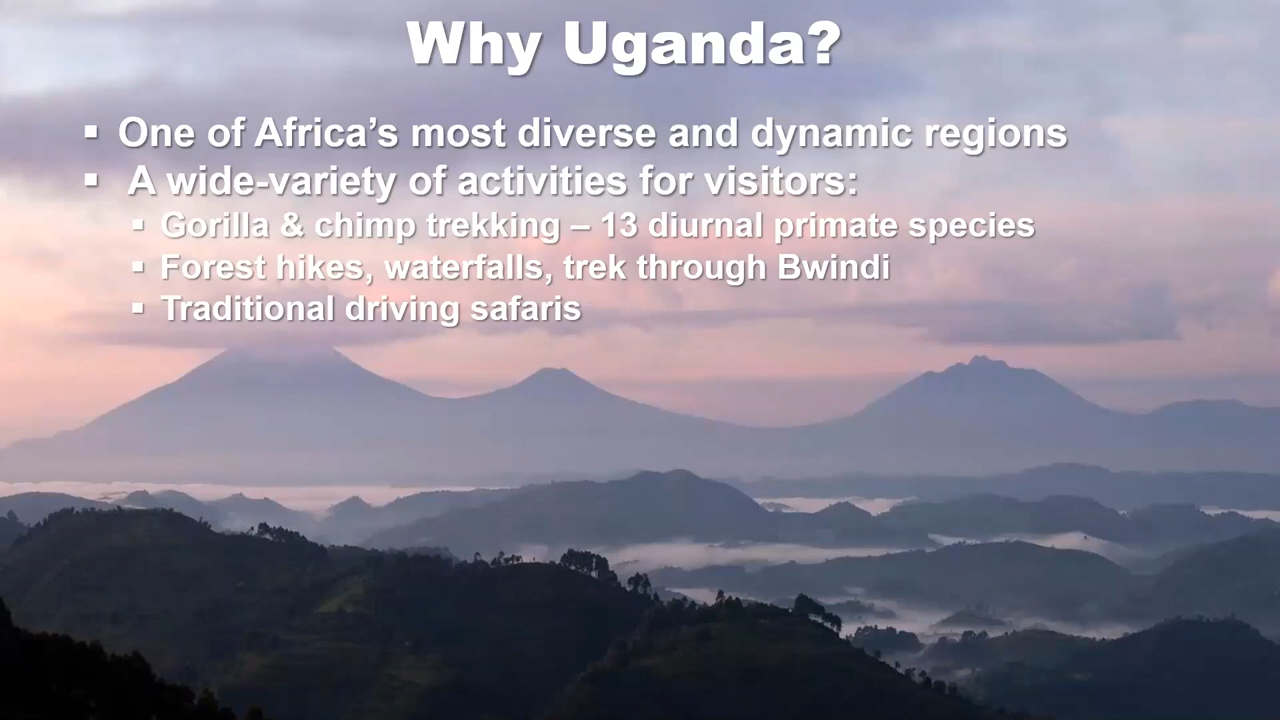 Why Uganda?
▪ One of Africa’s most diverse and dynamic regions
▪ A wide-variety of activities for visitors:
▪ Gorilla & chimp trekking – 13 diurnal primate species
▪ Forest hikes, waterfalls, trek through Bwindi
▪ Traditional driving safaris